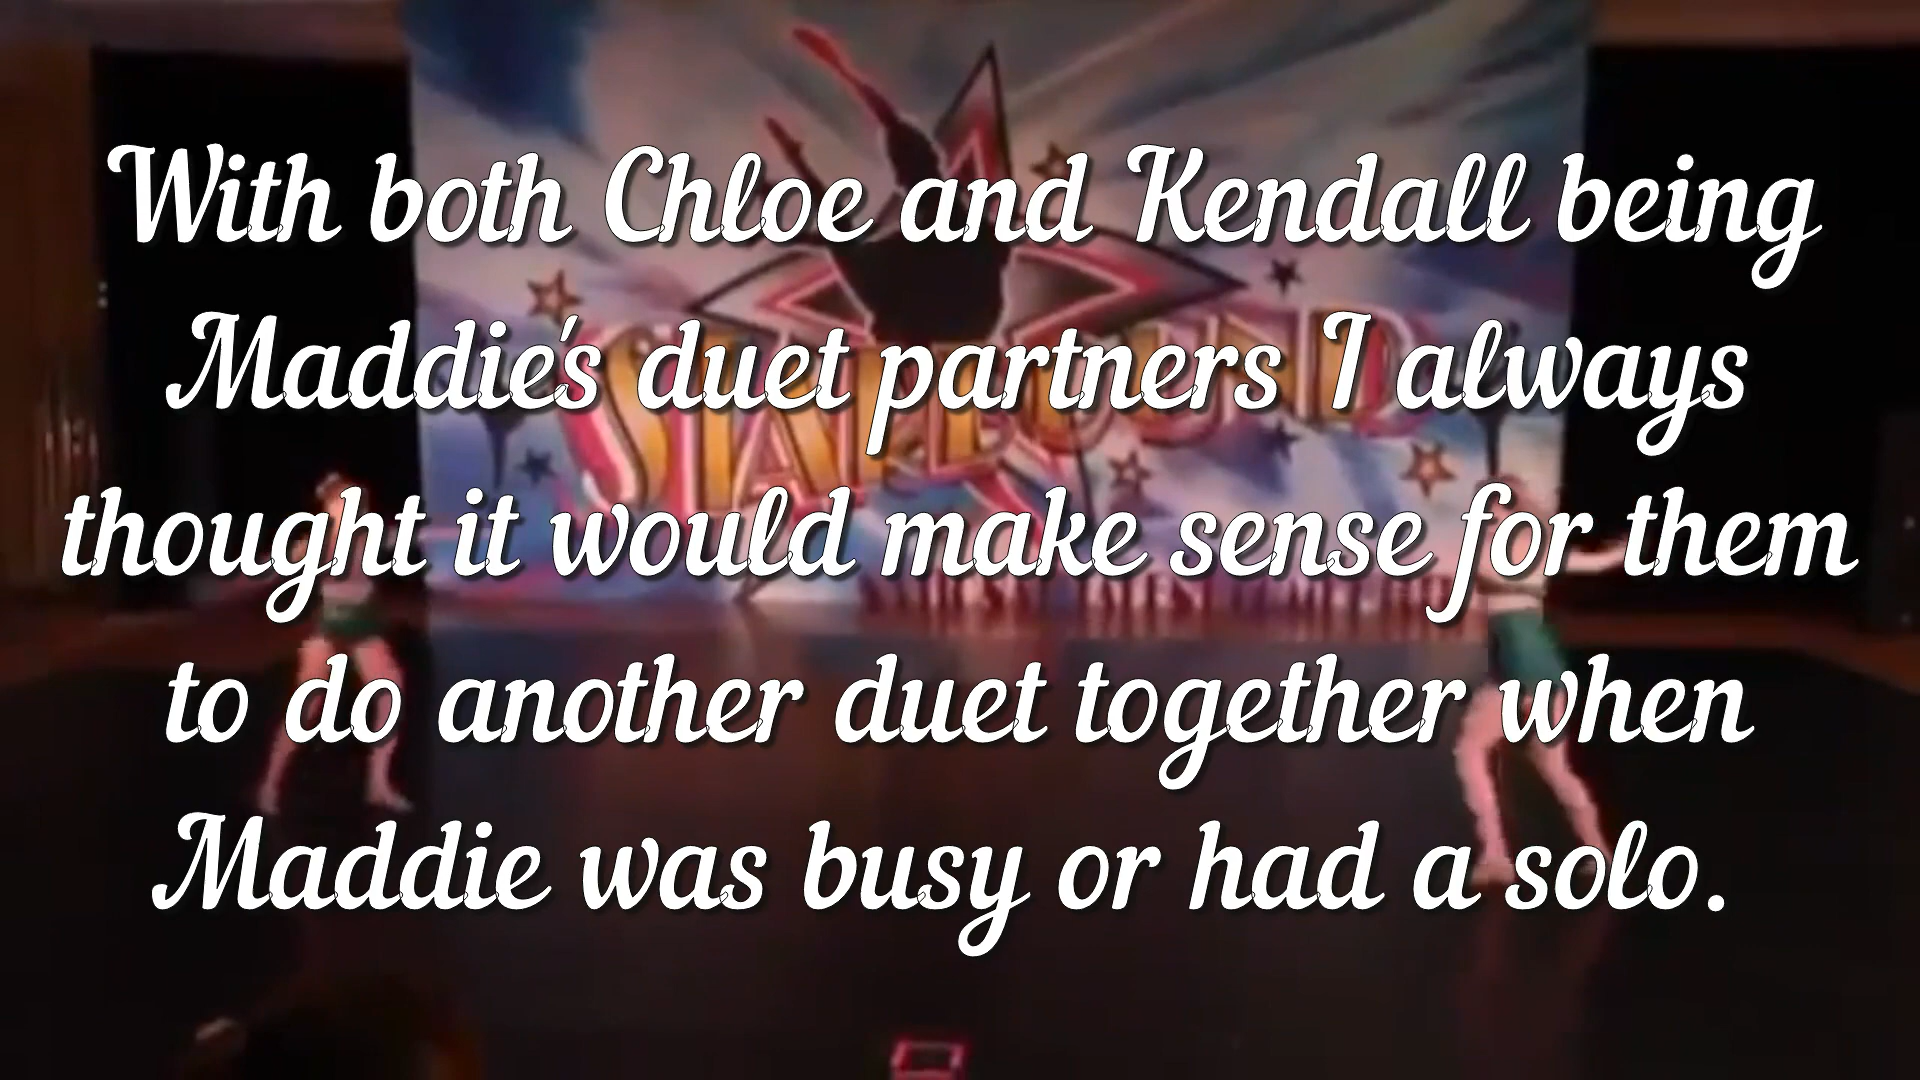 With both Chloe and Kendall being
Maddie's duet partners I always
thought it would make sense for them
to do another duet together when
Maddie was busy or had a solo.
STARBOUND